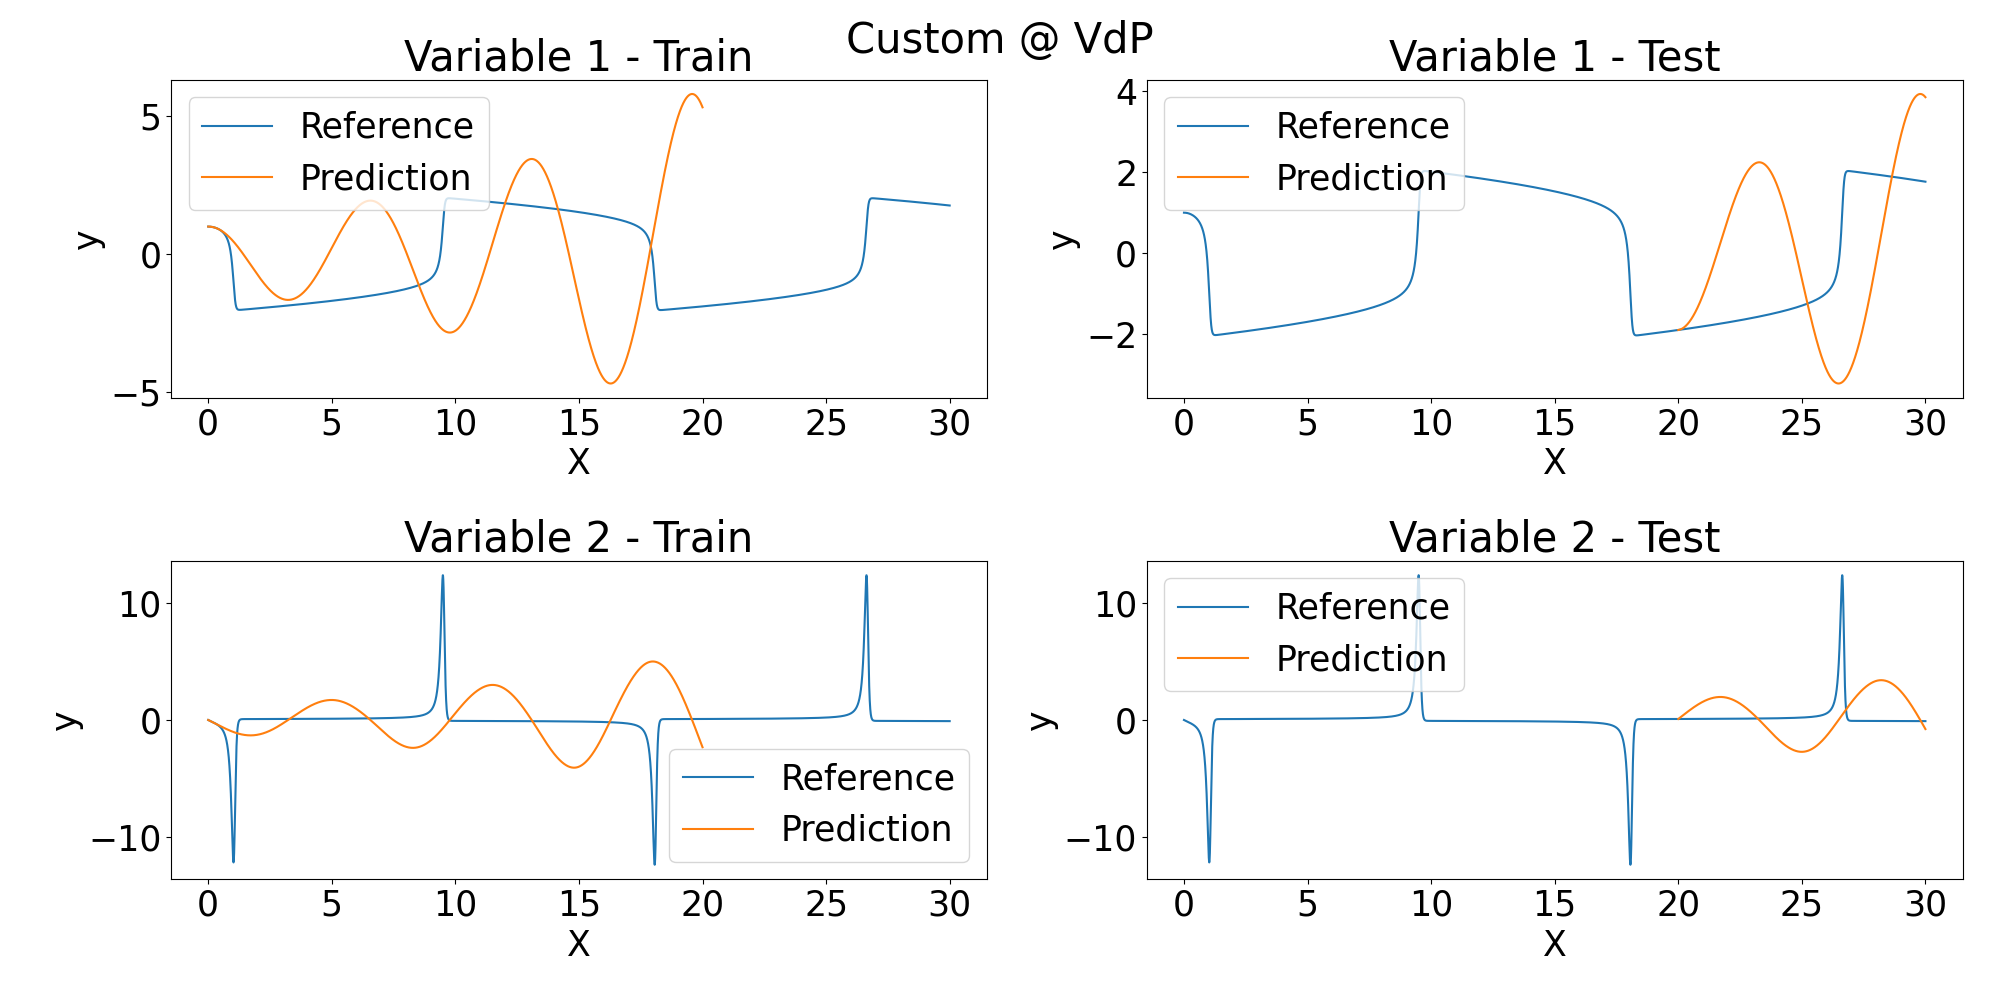 Custom @ VdP
Variable 1 - Train
Reference
Prediction
y
5
0
−5
0 5 10 15 20 25 30
X
Variable 1 - Test
Reference
Prediction
y
4
2
0
−2
0 5 10 15 20 25 30
X
Variable 2 - Train
Reference
Prediction
y
10
0
−10
0 5 10 15 20 25 30
X
Variable 2 - Test
Reference
Prediction
y
10
0
−10
0 5 10 15 20 25 30
X